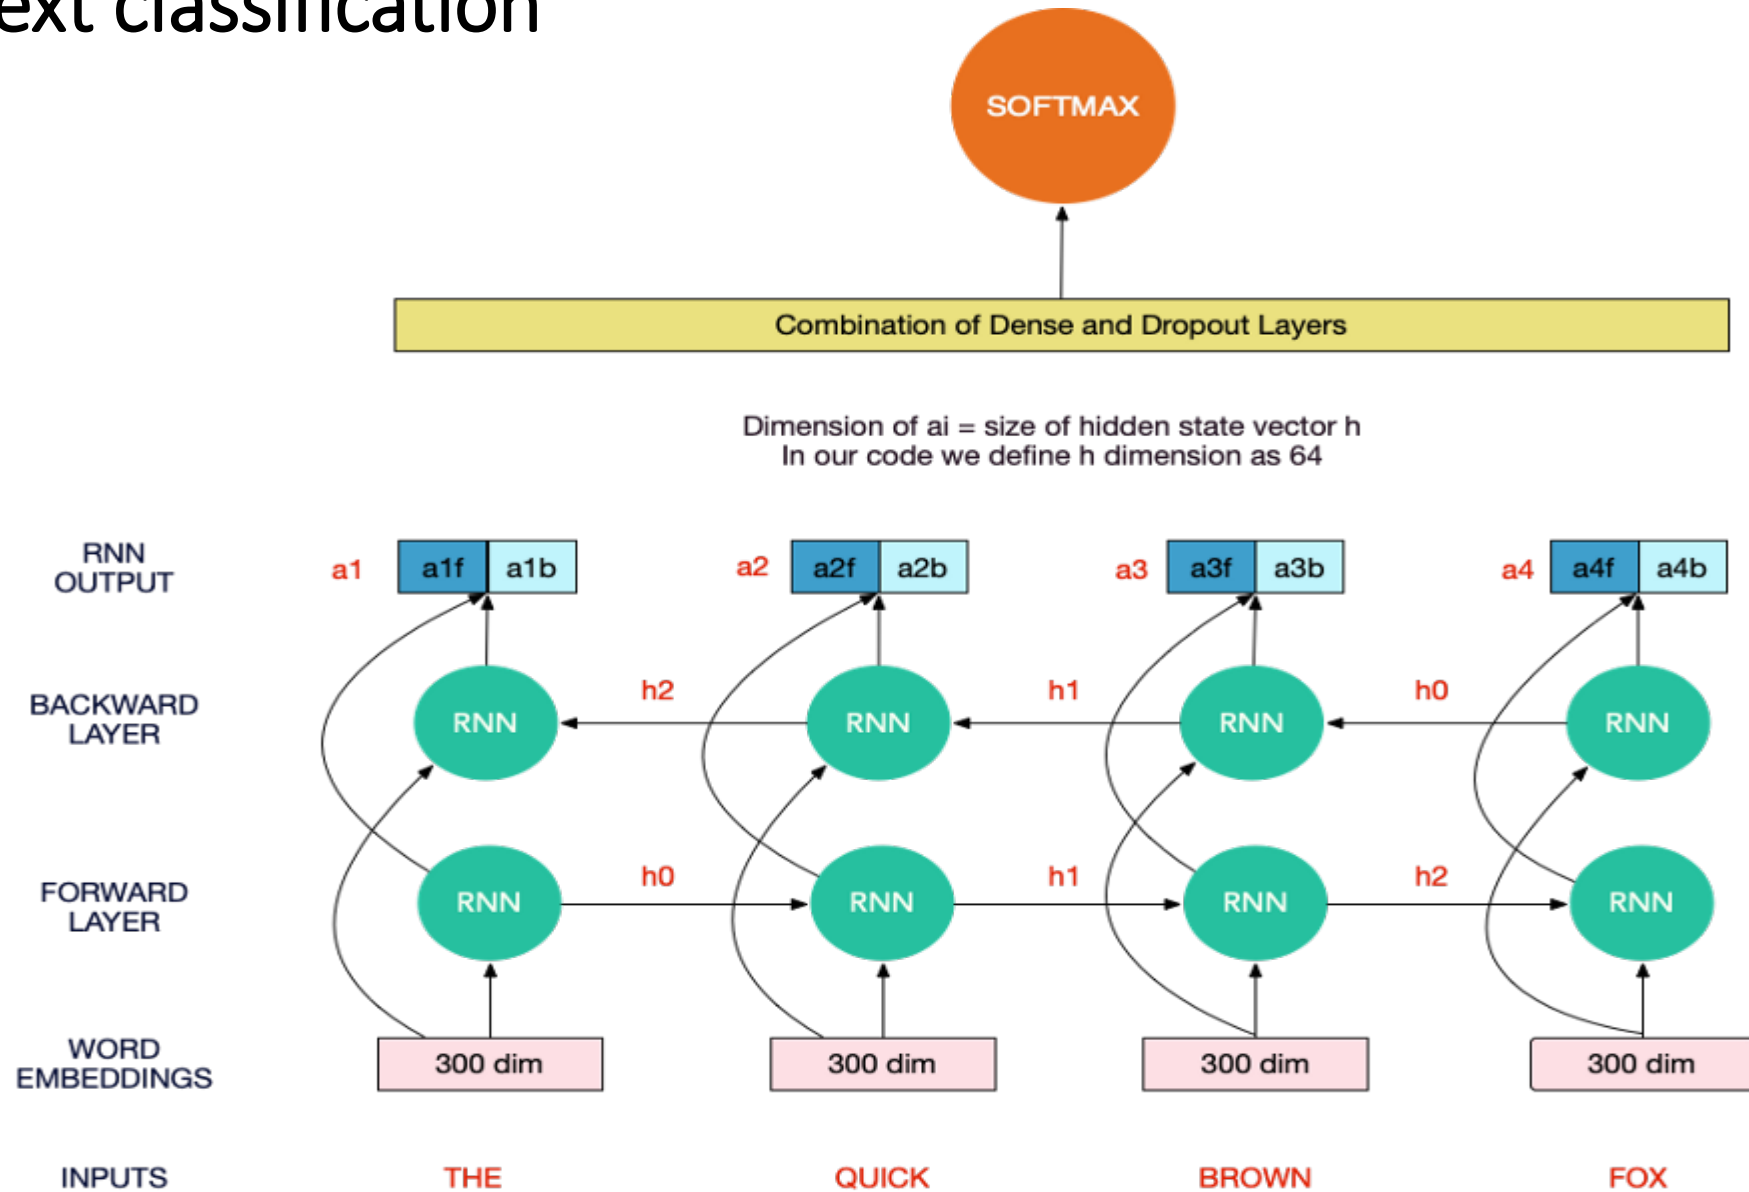 ext classification
SOFTMAX
Combination of Dense and Dropout Layers
Dimension of ai = size of hidden state vector h
In our code we define h dimension as 64
RNN
OUTPUT
a1 a1f a1b a2 a2f a2b a3 a3f a3b a4 a4f a4b
h2 h1 h0
BACKWARD
LAYER
RNN RNN RNN RNN
h0 h1 h2
FORWARD
LAYER
RNN RNN RNN RNN
WORD
EMBEDDINGS
300 dim 300 dim 300 dim 300 dim
INPUTS THE QUICK BROWN FOX